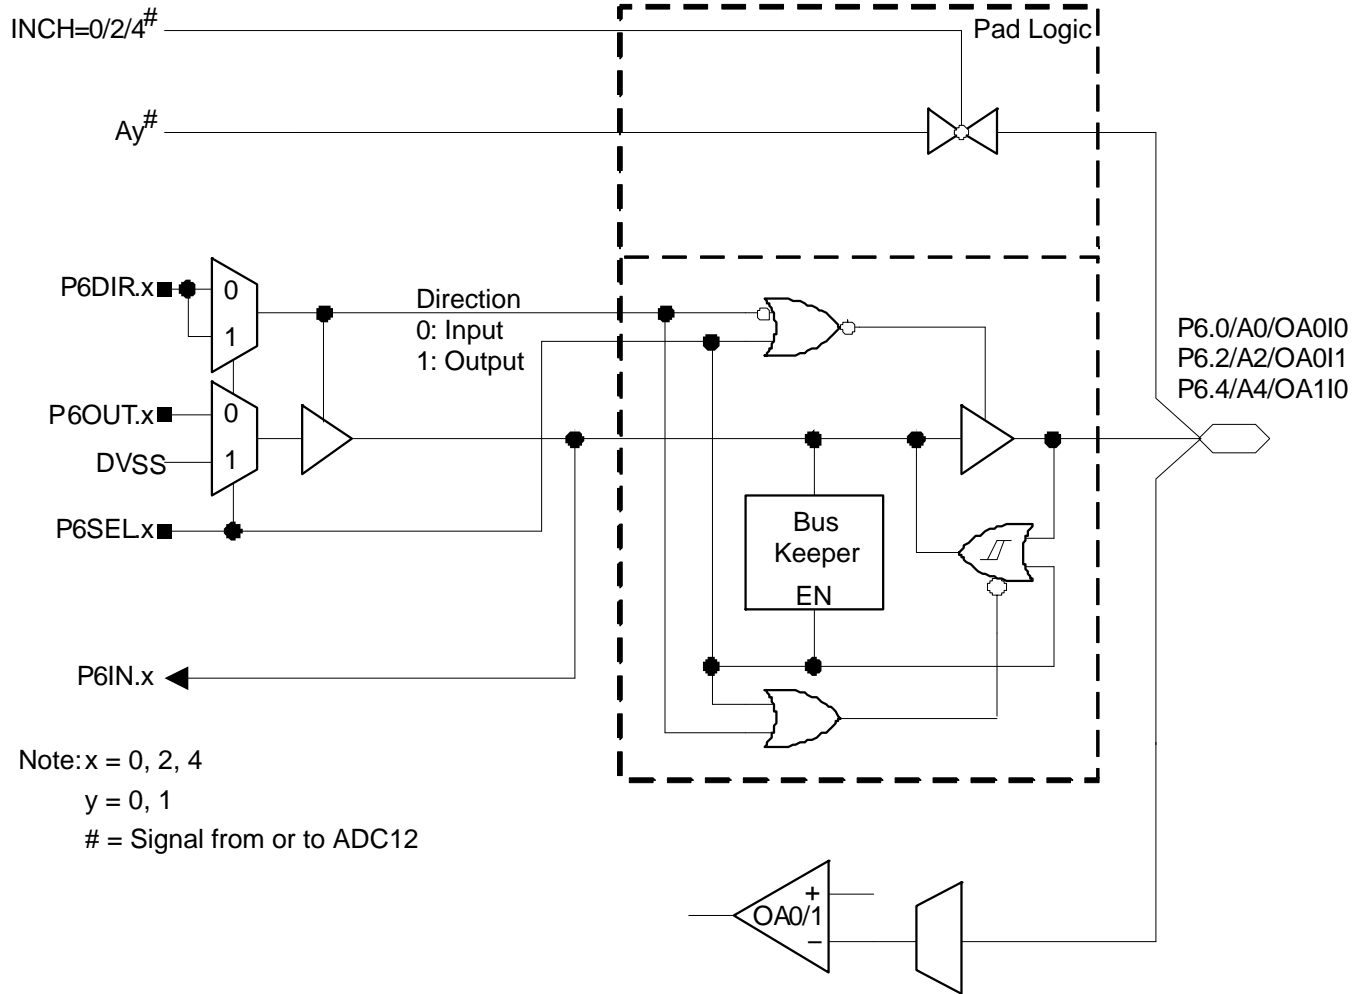 INCH=0/2/4#
Pad Logic
Ay#
P6DIR.x
0
1
Direction
0: Input
1: Output
P6.0/A0/OA0I0
P6.2/A2/OA0I1
P6.4/A4/OA1I0
P6OUT.x
0
DVSS
1
P6SEL.x
Bus
Keeper
EN
P6IN.x
Note: x = 0, 2, 4
y = 0, 1
# = Signal from or to ADC12
+
OA0/1
−